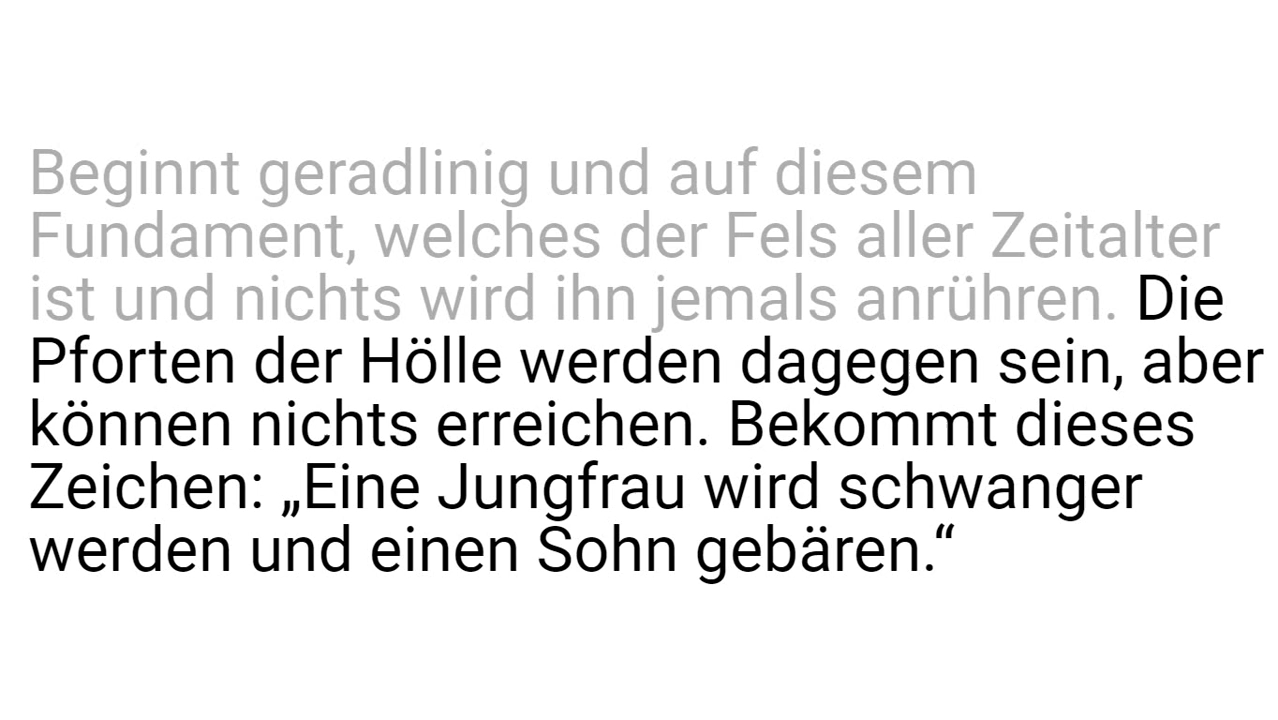 Beginnt geradlinig und auf diesem
Fundament, welches der Fels aller Zeitalter
ist und nichts wird ihn jemals anrühren. Die
Pforten der Hölle werden dagegen sein, aber
können nichts erreichen. Bekommt dieses
Zeichen: „Eine Jungfrau wird schwanger
werden und einen Sohn gebären.“